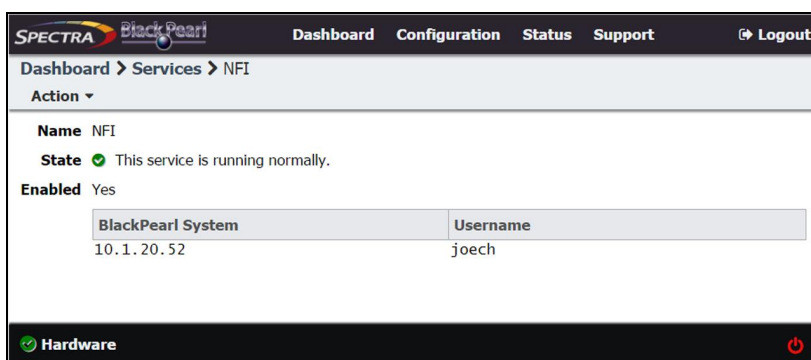 SPECTRA BlackPearl Dashboard Configuration Status Support Logout
Dashboard > Services > NFI
Action
Name NFI
State This service is running normally.
Enabled Yes
BlackPearl System Username
10.1.20.52 joech
Hardware